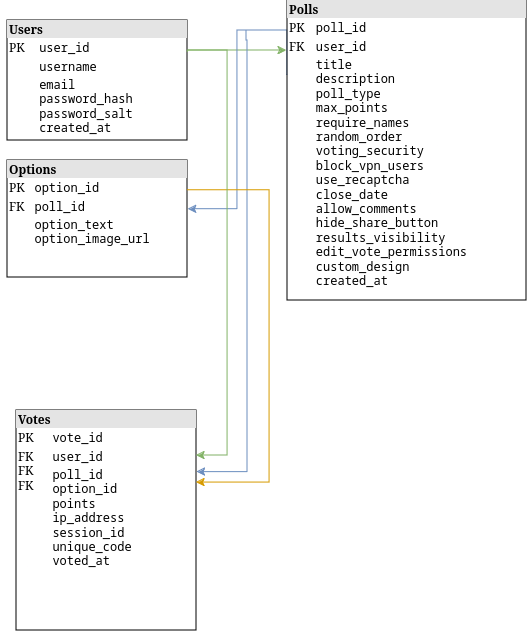 Users
PK user_id
username
email
password_hash
password_salt
created_at
Options
PK option_id
FK poll_id
option_text
option_image_url
Polls
PK poll_id
FK user_id
title
description
poll_type
max_points
require_names
random_order
voting_security
block_vpn_users
use_recaptcha
close_date
allow_comments
hide_share_button
results_visibility
edit_vote_permissions
custom_design
created_at
Votes
PK vote_id
FK user_id
FK poll_id
FK option_id
points
ip_address
session_id
unique_code
voted_at